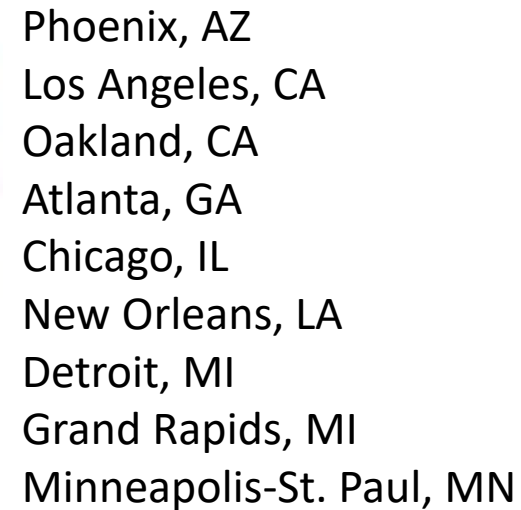 Phoenix, AZ
Los Angeles, CA
Oakland, CA
Atlanta, GA
Chicago, IL
New Orleans, LA
Detroit, MI
Grand Rapids, MI
Minneapolis-St. Paul, MN